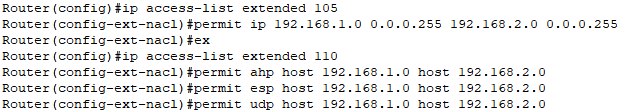 Router(config)#ip access-list extended 105
Router(config-ext-nacl)#permit ip 192.168.1.0 0.0.0.255 192.168.2.0 0.0.0.255
Router(config-ext-nacl)#ex
Router(config)#ip access-list extended 110
Router(config-ext-nacl)#permit ahp host 192.168.1.0 host 192.168.2.0
Router(config-ext-nacl)#permit esp host 192.168.1.0 host 192.168.2.0
Router(config-ext-nacl)#permit udp host 192.168.1.0 host 192.168.2.0